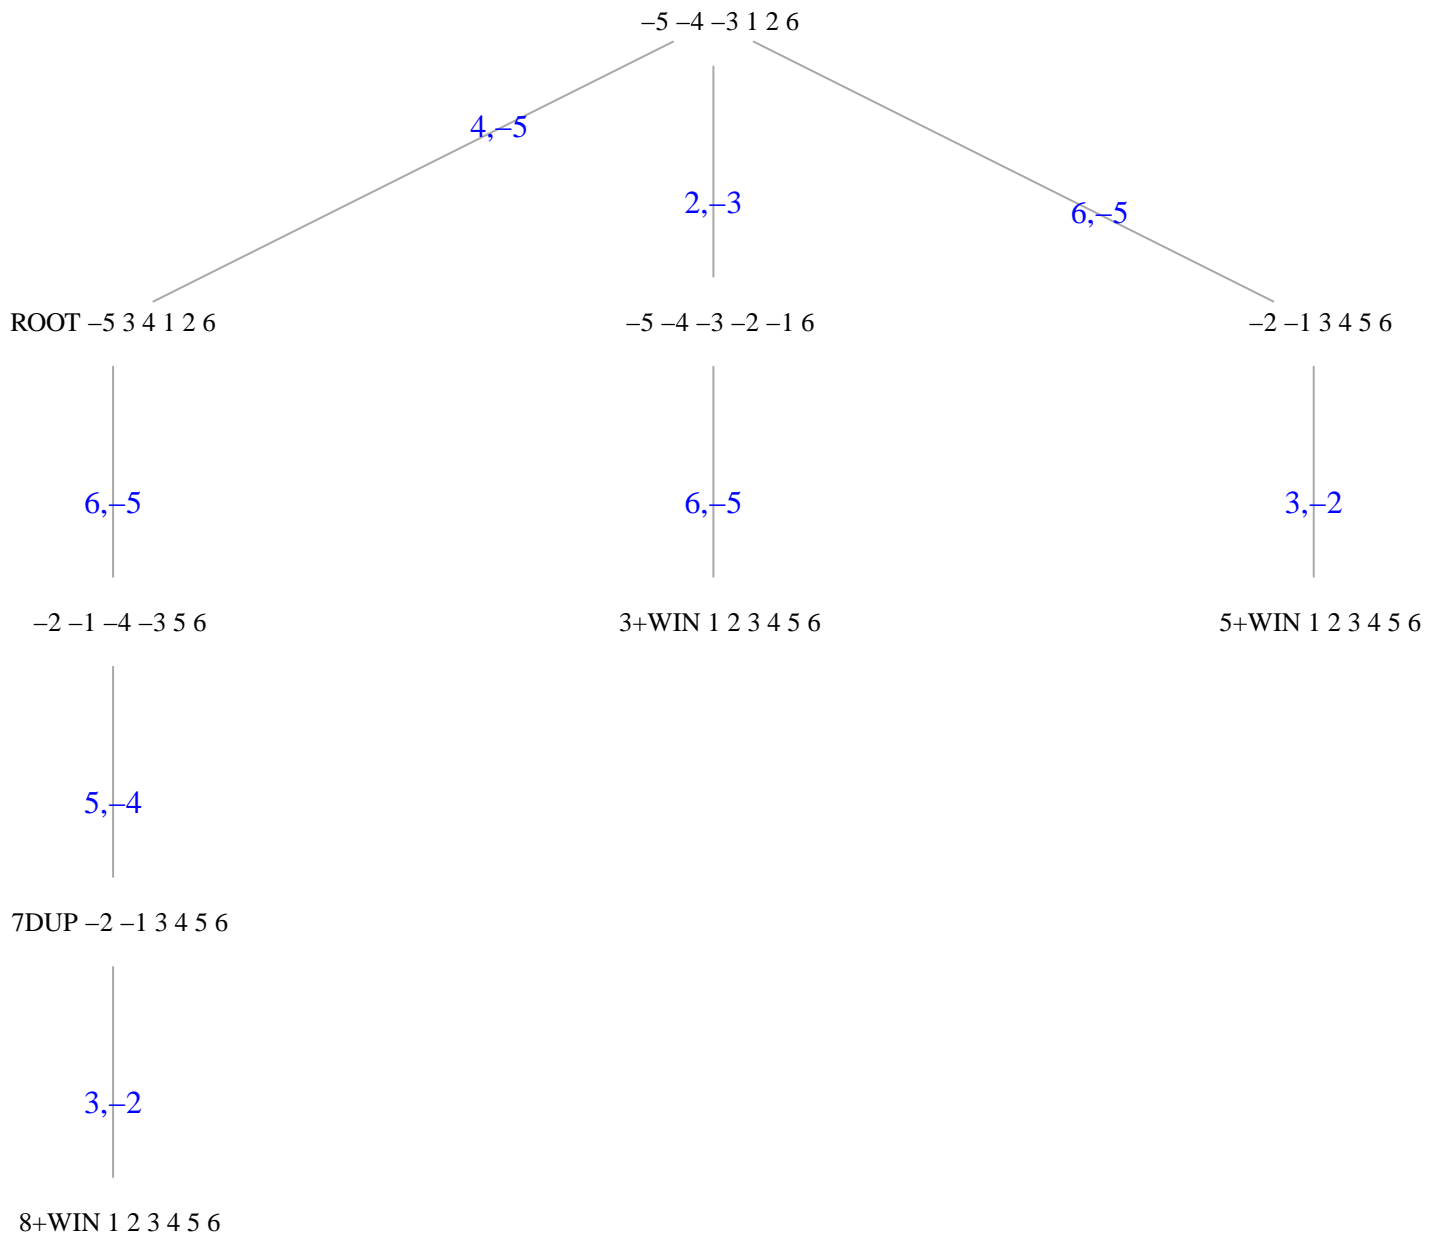 –5 –4 –3 1 2 6
4,–5
2,–3
6,–5
ROOT –5 3 4 1 2 6
–5 –4 –3 –2 –1 6
–2 –1 3 4 5 6
6,–5
6,–5
3,–2
–2 –1 –4 –3 5 6
3+WIN 1 2 3 4 5 6
5+WIN 1 2 3 4 5 6
5,–4
7DUP –2 –1 3 4 5 6
3,–2
8+WIN 1 2 3 4 5 6